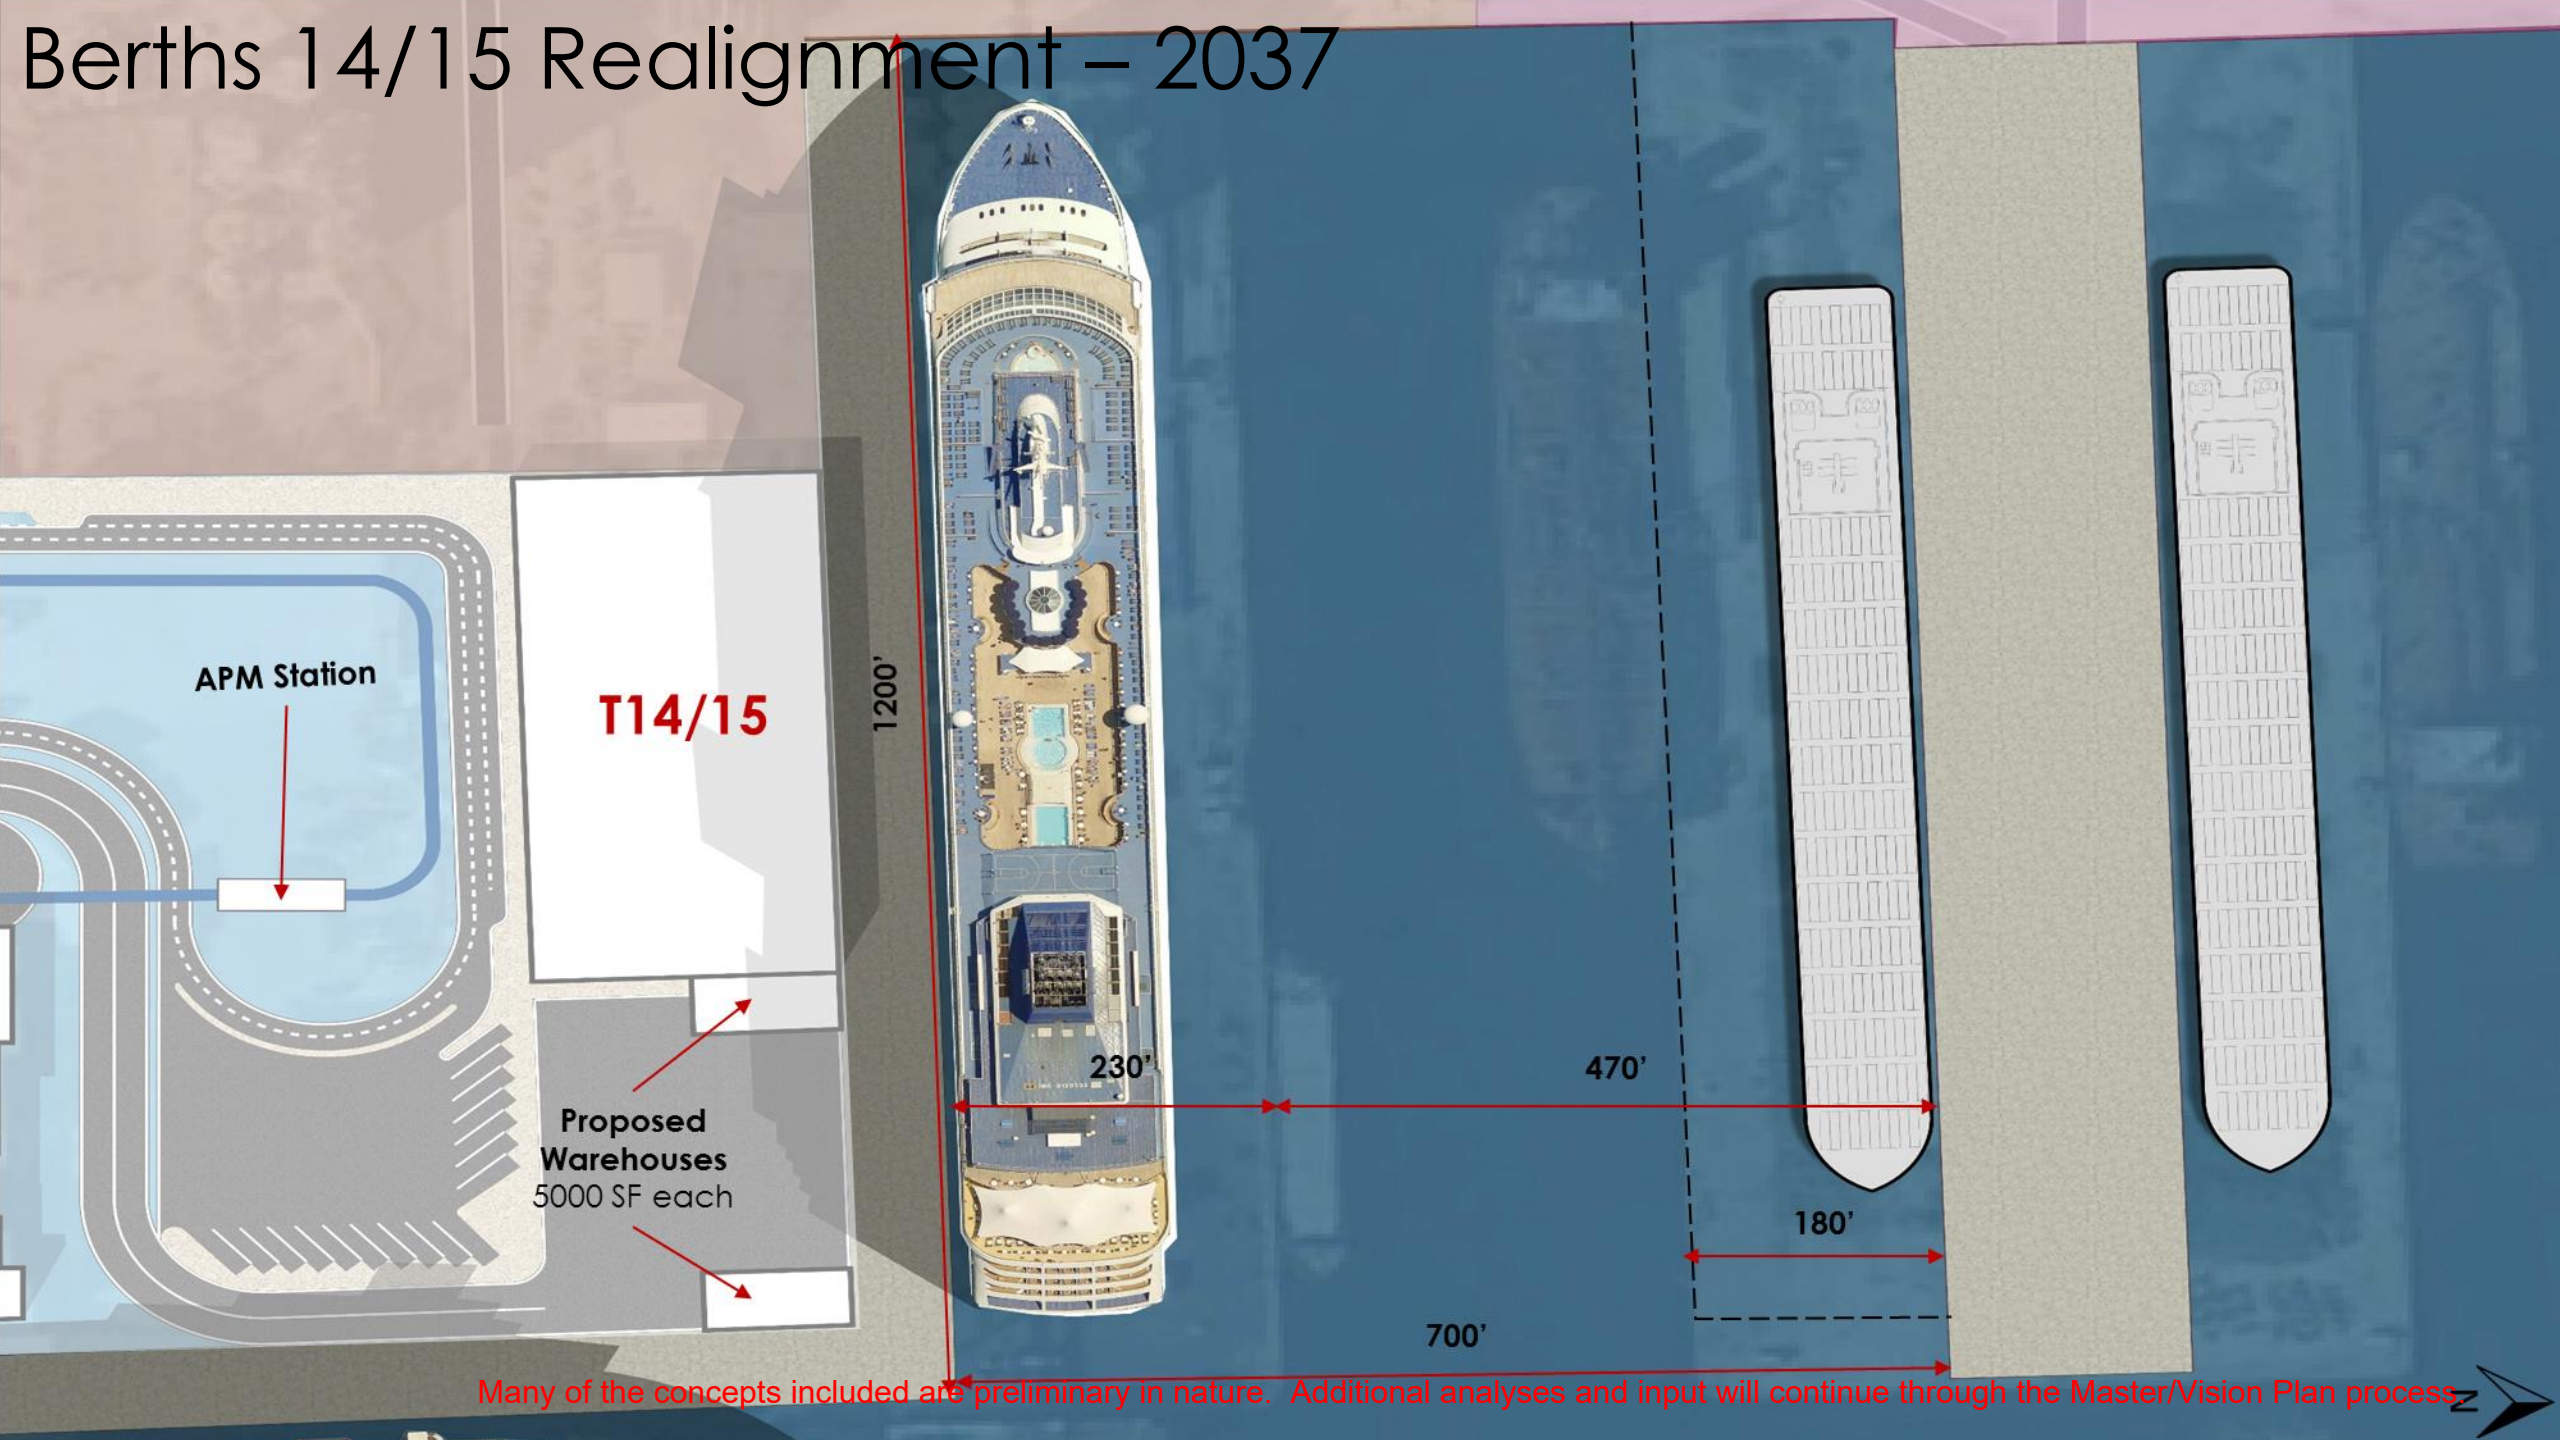 Berths 14/15 Realignment – 2037
APM Station
T14/15
1200’
230’
470’
Proposed
Warehouses
5000 SF each
180’
700’
Many of the concepts included are preliminary in nature.  Additional analyses and input will continue through the Master/Vision Plan process.
N